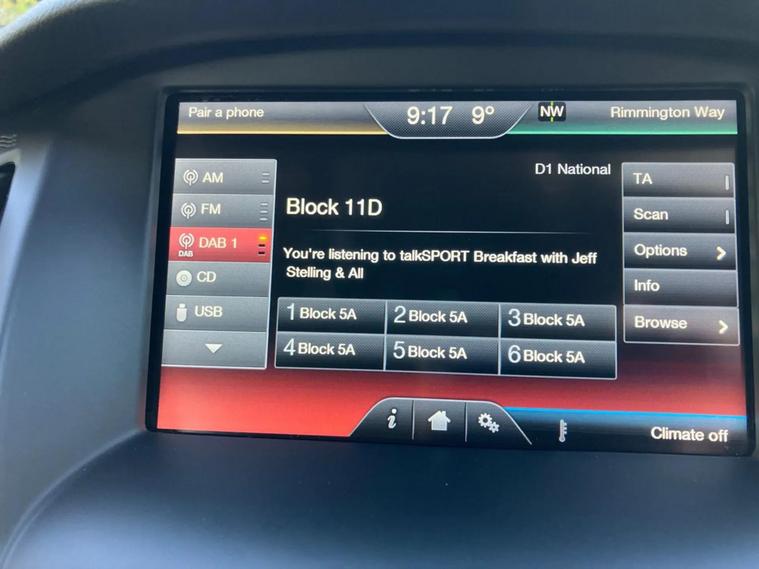 Pair a phone
9:17 9° NW
Rimmington Way
AM
FM
DAB
DAB 1
CD
USB
D1 National
Block 11D
You're listening to talkSPORT Breakfast with Jeff
Stelling & All
1 Block 5A
2 Block 5A
3 Block 5A
4 Block 5A
5 Block 5A
6 Block 5A
TA
Scan
Options
Info
Browse
i
Climate off